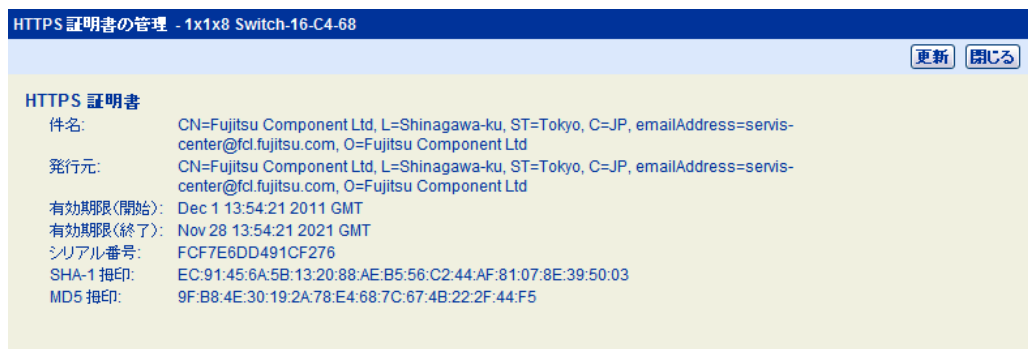 HTTPS 証明書の管理 - 1x1x8 Switch-16-C4-68
更新 閉じる
HTTPS 証明書
件名: CN=Fujitsu Component Ltd, L=Shinagawa-ku, ST=Tokyo, C=JP, emailAddress=servis-
center@fcl.fujitsu.com, O=Fujitsu Component Ltd
発行元: CN=Fujitsu Component Ltd, L=Shinagawa-ku, ST=Tokyo, C=JP, emailAddress=servis-
center@fcl.fujitsu.com, O=Fujitsu Component Ltd
有効期限(開始): Dec 1 13:54:21 2011 GMT
有効期限(終了): Nov 28 13:54:21 2021 GMT
シリアル番号: FCF7E6DD491CF276
SHA-1 拇印: EC:91:45:6A:5B:13:20:88:AE:B5:56:C2:44:AF:81:07:8E:39:50:03
MD5 拇印: 9F:B8:4E:30:19:2A:78:E4:68:7C:67:4B:22:2F:44:F5